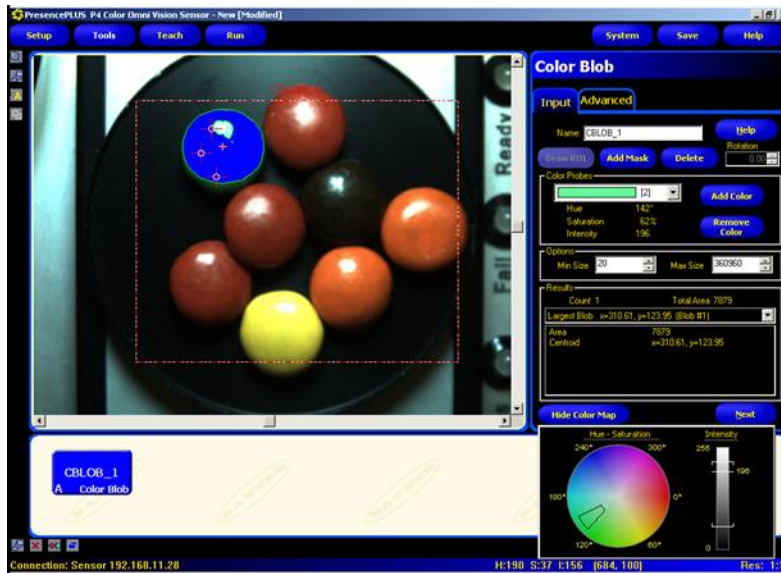 PresencePLUS P4 Color Omni Vision Sensor - New [Modified]
Setup Tools Teach Run System Save Help
Color Blob
Input Advanced
Name: CBLOB_1 Help
Rotation
Draw ROI Add Mask Delete 0.00
Color Probes
[2] Add Color
Hue 142°
Saturation 62%
Intensity 196
Remove Color
Options
Min Size 20 Max Size 360960
Results
Count 1 Total Area 7879
Largest Blob x=310.61, y=123.95 (Blob #1)
Area 7879
Centroid x=310.61, y=123.95
Hide Color Map Next
Ready
Fail
CBLOB_1
A Color Blob
Hue - Saturation Intensity
240° 300° 255
196
180° 0°
120° 60° 0
Connection: Sensor 192.168.11.28 H:190 S:37 I:156 (684, 100) Res: 1: